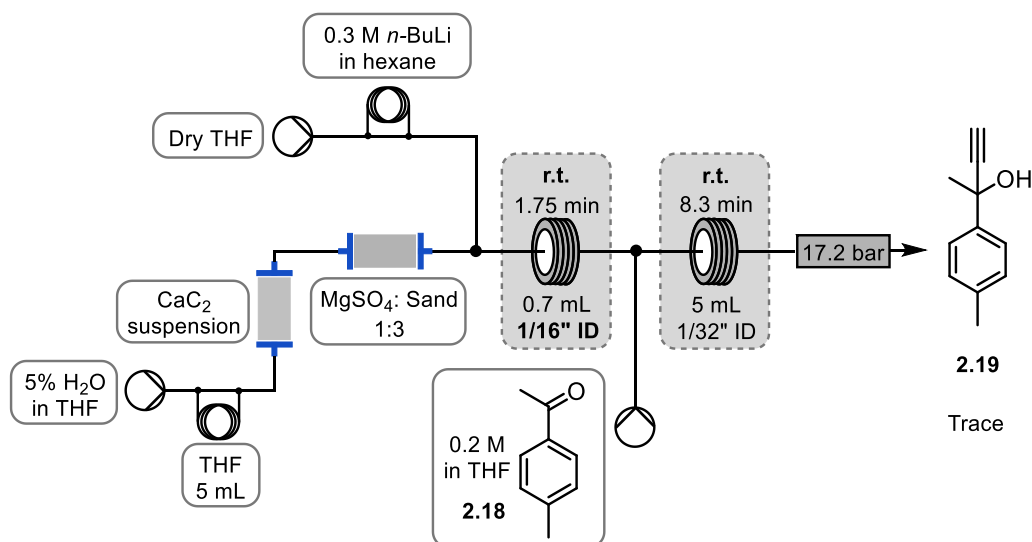 0.3 M n-BuLi
in hexane
Dry THF
r.t.
1.75 min
0.7 mL
1/16" ID
r.t.
8.3 min
5 mL
1/32" ID
17.2 bar
OH
2.19
Trace
CaC2
suspension
MgSO4: Sand
1:3
5% H2O
in THF
THF
5 mL
O
0.2 M
in THF
2.18